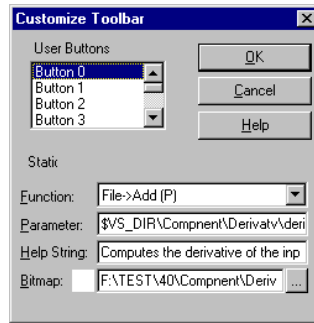 Customize Toolbar
User Buttons
Button 0
Button 1
Button 2
Button 3
OK
Cancel
Help
Static
Function: File->Add (P)
Parameter: $VS_DIR\Compnent\Derivatv\deri
Help String: Computes the derivative of the inp
Bitmap: F:\TEST\40\Compnent\Deriv ...